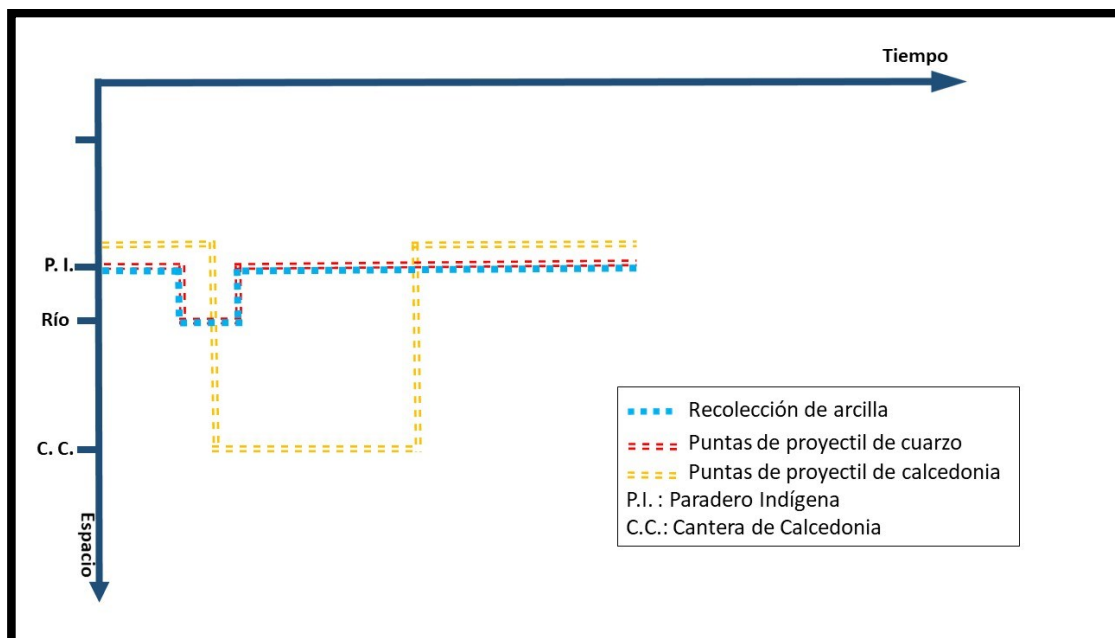 Tiempo
P. I.
Río
C. C.
Espacio
Recolección de arcilla
Puntas de proyectil de cuarzo
Puntas de proyectil de calcedonia
P.I. : Paradero Indígena
C.C.: Cantera de Calcedonia